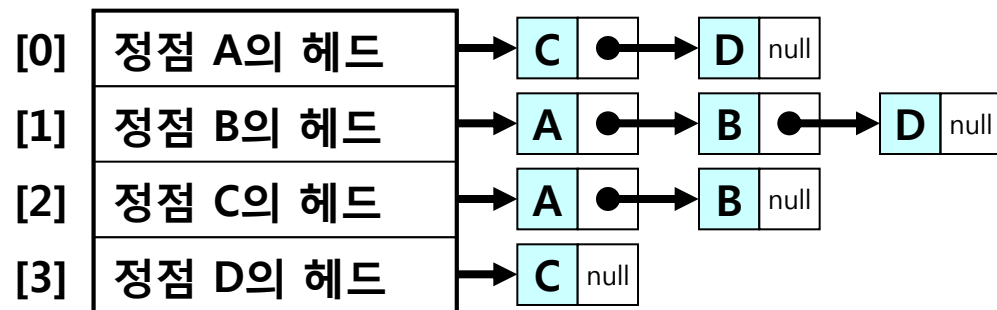 [0] 정점 A의 헤드 C D null
[1] 정점 B의 헤드 A B D null
[2] 정점 C의 헤드 A B null
[3] 정점 D의 헤드 C null